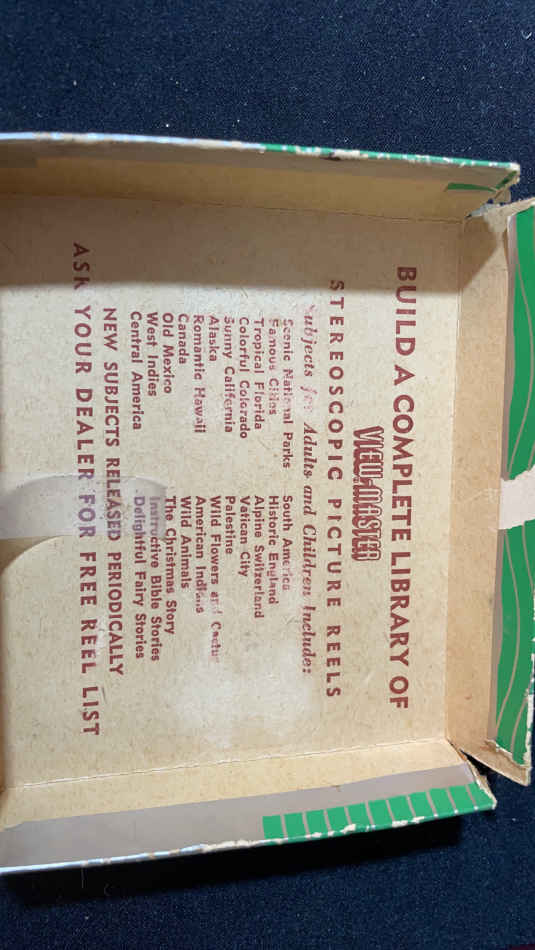 BUILD A COMPLETE LIBRARY OF
VIEW-MASTER
STEREOSCOPIC PICTURE REELS
Subjects for Adults and Children Include:
Scenic National Parks
Famous Cities
Tropical Florida
Colorful Colorado
Sunny California
Alaska
Romantic Hawaii
Canada
Old Mexico
West Indies
Central America
South America
Historic England
Alpine Switzerland
Vatican City
Palestine
Wild Flowers and Cactus
American Indians
Wild Animals
The Christmas Story
Instructive Bible Stories
Delightful Fairy Stories
NEW SUBJECTS RELEASED PERIODICALLY
ASK YOUR DEALER FOR FREE REEL LIST